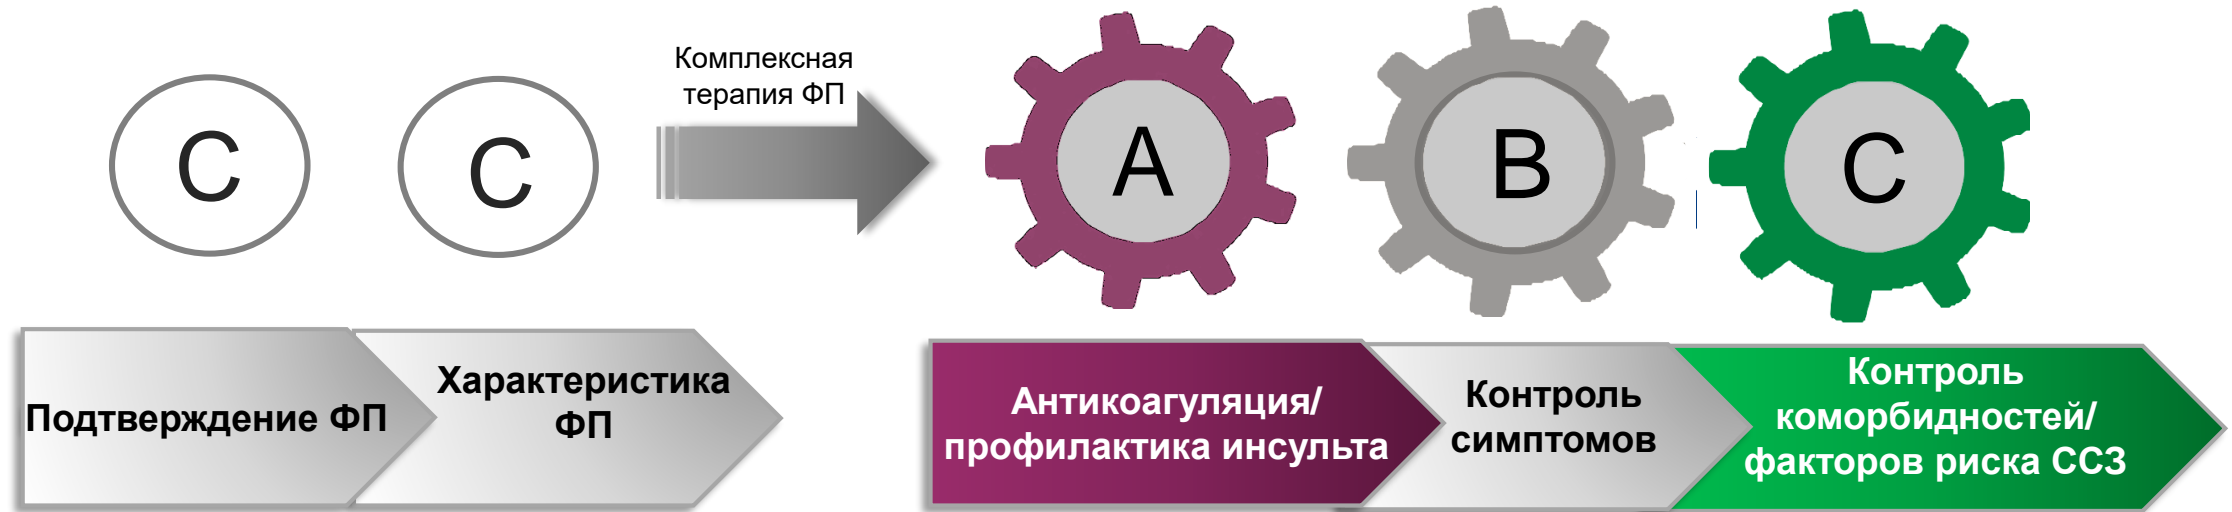 C
C
Комплексная
терапия ФП
A
B
C
Подтверждение ФП
Характеристика
ФП
Антикоагуляция/
профилактика инсульта
Контроль
симптомов
Контроль
коморбидностей/
факторов риска ССЗ